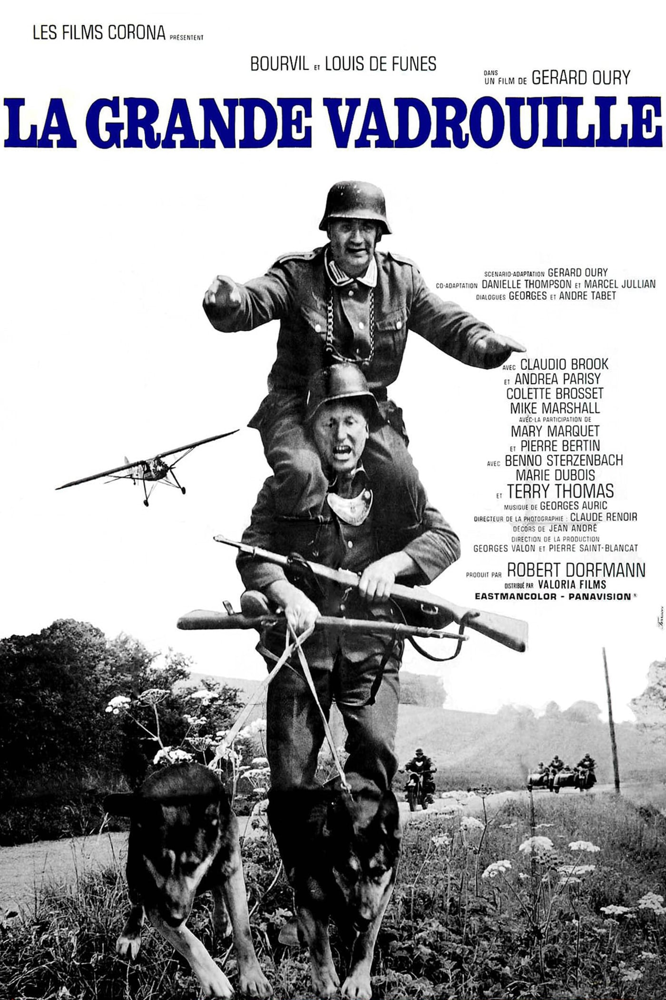 LES FILMS CORONA PRÉSENTENT
BOURVIL ET LOUIS DE FUNES
DANS
UN FILM DE GERARD OURY
LA GRANDE VADROUILLE
SCENARIO-ADAPTATION GERARD OURY
CO-ADAPTATION DANIELLE THOMPSON ET MARCEL JULLIAN
DIALOGUES GEORGES ET ANDRE TABET
AVEC CLAUDIO BROOK
ET ANDREA PARISY
COLETTE BROSSET
MIKE MARSHALL
AVEC LA PARTICIPATION DE
MARY MARQUET
ET PIERRE BERTIN
AVEC BENNO STERZENBACH
MARIE DUBOIS
ET TERRY THOMAS
MUSIQUE DE GEORGES AURIC
DIRECTEUR DE LA PHOTOGRAPHIE : CLAUDE RENOIR
DÉCORS DE JEAN ANDRÉ
DIRECTION DE LA PRODUCTION
GEORGES VALON ET PIERRE SAINT-BLANCAT
PRODUIT PAR ROBERT DORFMANN
DISTRIBUÉ PAR VALORIA FILMS
EASTMANCOLOR - PANAVISION®